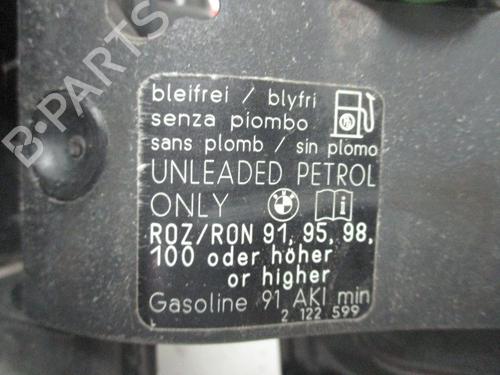 B-PARTS
bleifrei / blyfri
senza piombo
sans plomb / sin plomo
UNLEADED PETROL
ONLY
ROZ/RON 91, 95, 98,
100 oder höher
or higher
Gasoline 91 AKI min
2 122 599